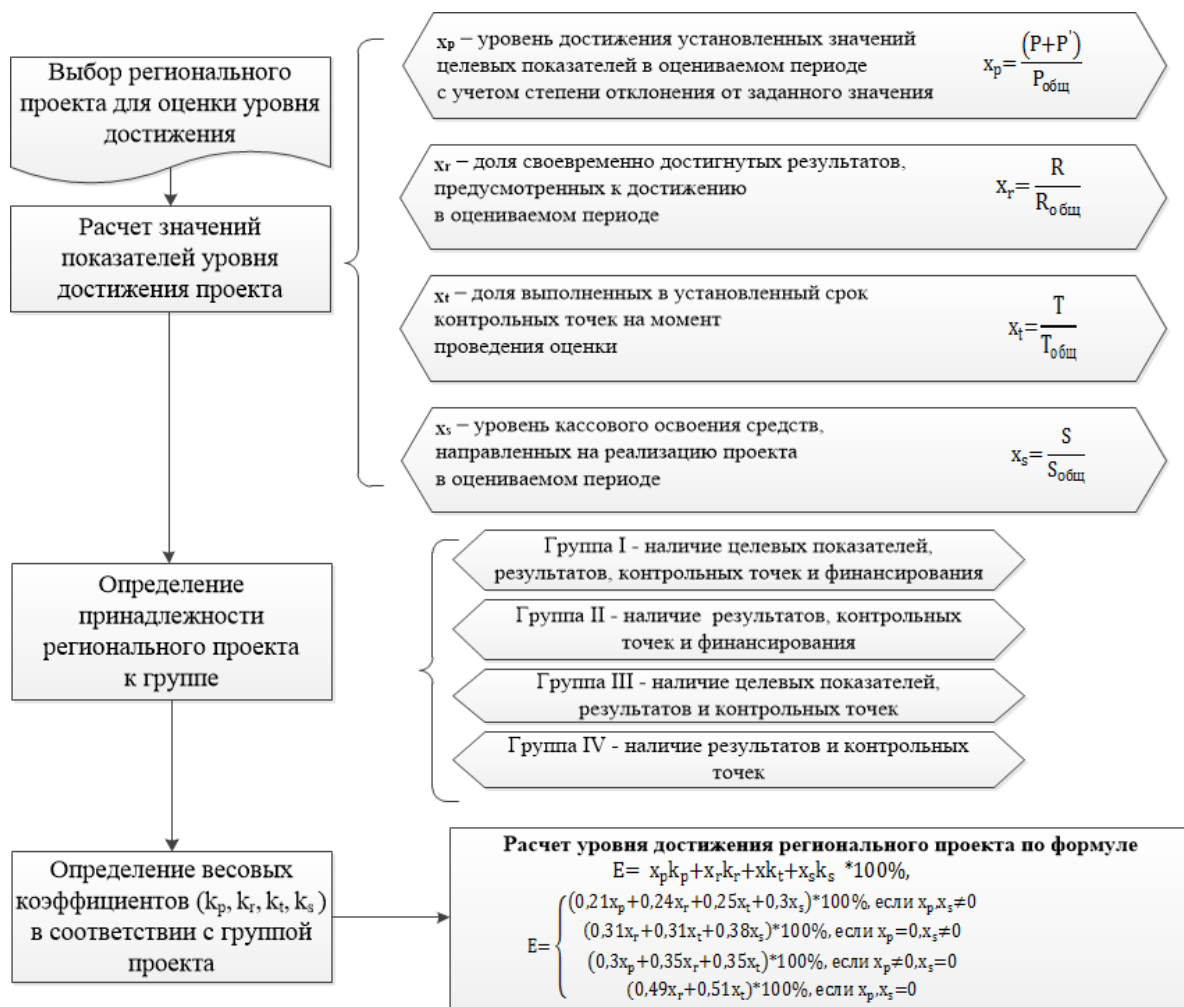 Выбор регионального
проекта для оценки уровня
достижения
Расчет значений
показателей уровня
достижения проекта
xp – уровень достижения установленных значений
целевых показателей в оцениваемом периоде
с учетом степени отклонения от заданного значения
xp=(P+P')/Pобщ
xr – доля своевременно достигнутых результатов,
предусмотренных к достижению
в оцениваемом периоде
xr=R/Rобщ
xt – доля выполненных в установленный срок
контрольных точек на момент
проведения оценки
xt=T/Tобщ
xs – уровень кассового освоения средств,
направленных на реализацию проекта
в оцениваемом периоде
xs=S/Sобщ
Определение
принадлежности
регионального проекта
к группе
Группа I - наличие целевых показателей,
результатов, контрольных точек и финансирования
Группа II - наличие результатов, контрольных
точек и финансирования
Группа III - наличие целевых показателей,
результатов и контрольных точек
Группа IV - наличие результатов и контрольных
точек
Определение весовых
коэффициентов (kp, kr, kt, ks )
в соответствии с группой
проекта
Расчет уровня достижения регионального проекта по формуле
E= xpkp+xrkr+xkt+xsks *100%,
E=
(0,21xp+0,24xr+0,25xt+0,3xs)*100%, если xp,xs≠0
(0,31xr+0,31xt+0,38xs)*100%, если xp=0,xs≠0
(0,3xp+0,35xr+0,35xt)*100%, если xp≠0,xs=0
(0,49xr+0,51xt)*100%, если xp,xs=0